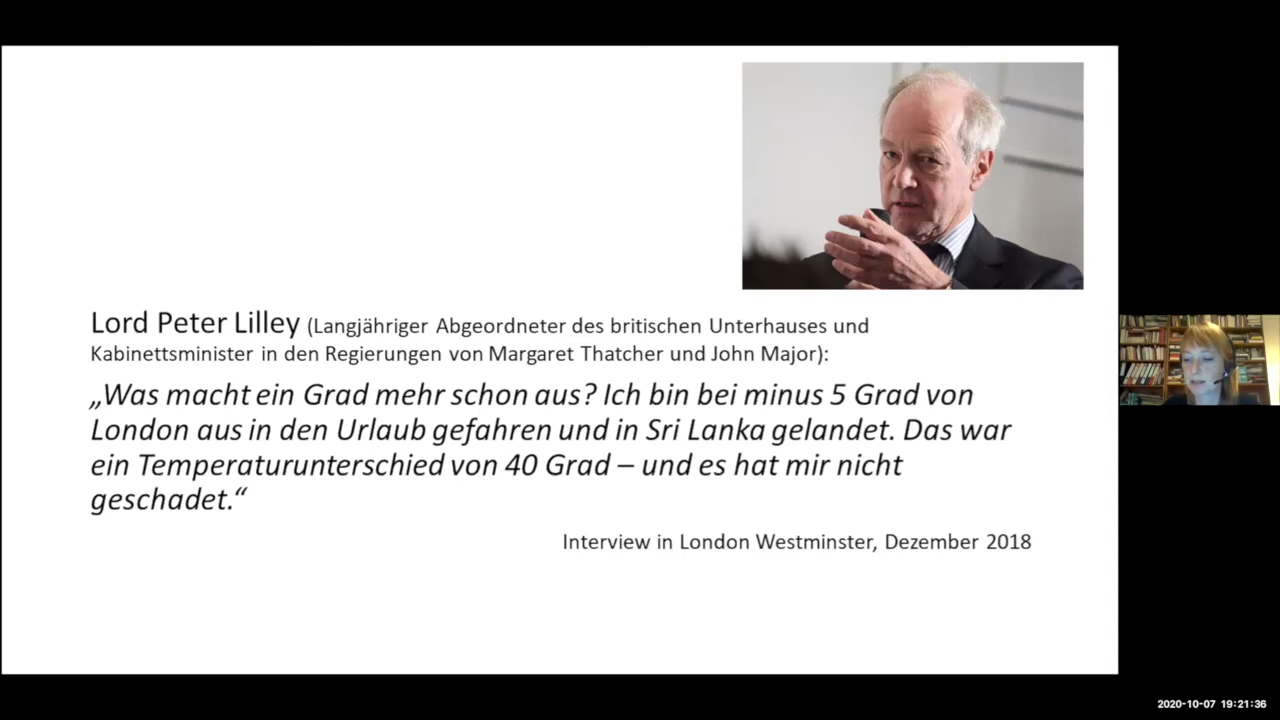 Lord Peter Lilley (Langjähriger Abgeordneter des britischen Unterhauses und
Kabinettsminister in den Regierungen von Margaret Thatcher und John Major):
„Was macht ein Grad mehr schon aus? Ich bin bei minus 5 Grad von
London aus in den Urlaub gefahren und in Sri Lanka gelandet. Das war
ein Temperaturunterschied von 40 Grad – und es hat mir nicht
geschadet.“
Interview in London Westminster, Dezember 2018
2020-10-07 19:21:36